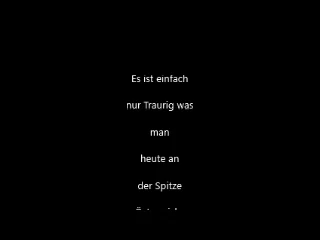 Es ist einfach
nur Traurig was
man
heute an
der Spitze